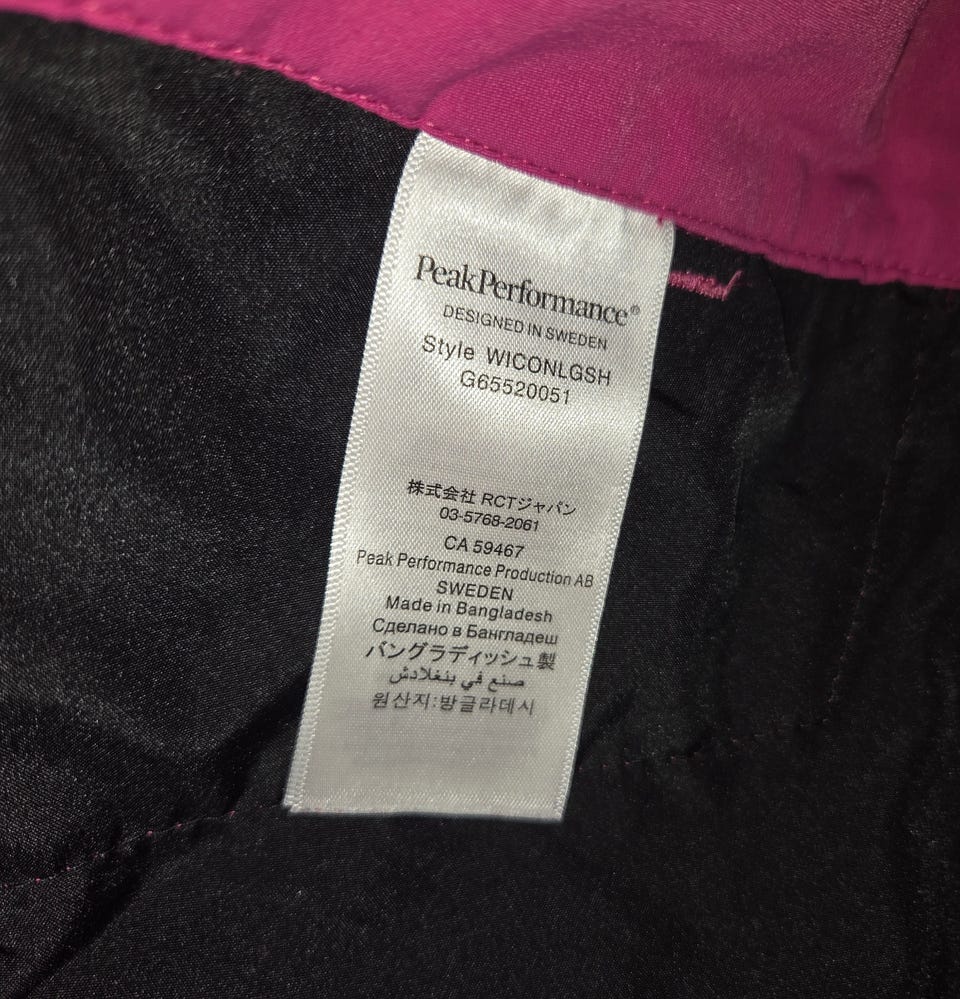 PeakPerformance®
DESIGNED IN SWEDEN
Style WICONLGSH
G65520051
株式会社 RCTジャパン
03-5768-2061
CA 59467
Peak Performance Production AB
SWEDEN
Made in Bangladesh
Сделано в Бангладеш
バングラディッシュ製
صنع في بنغلادش
원산지:방글라데시